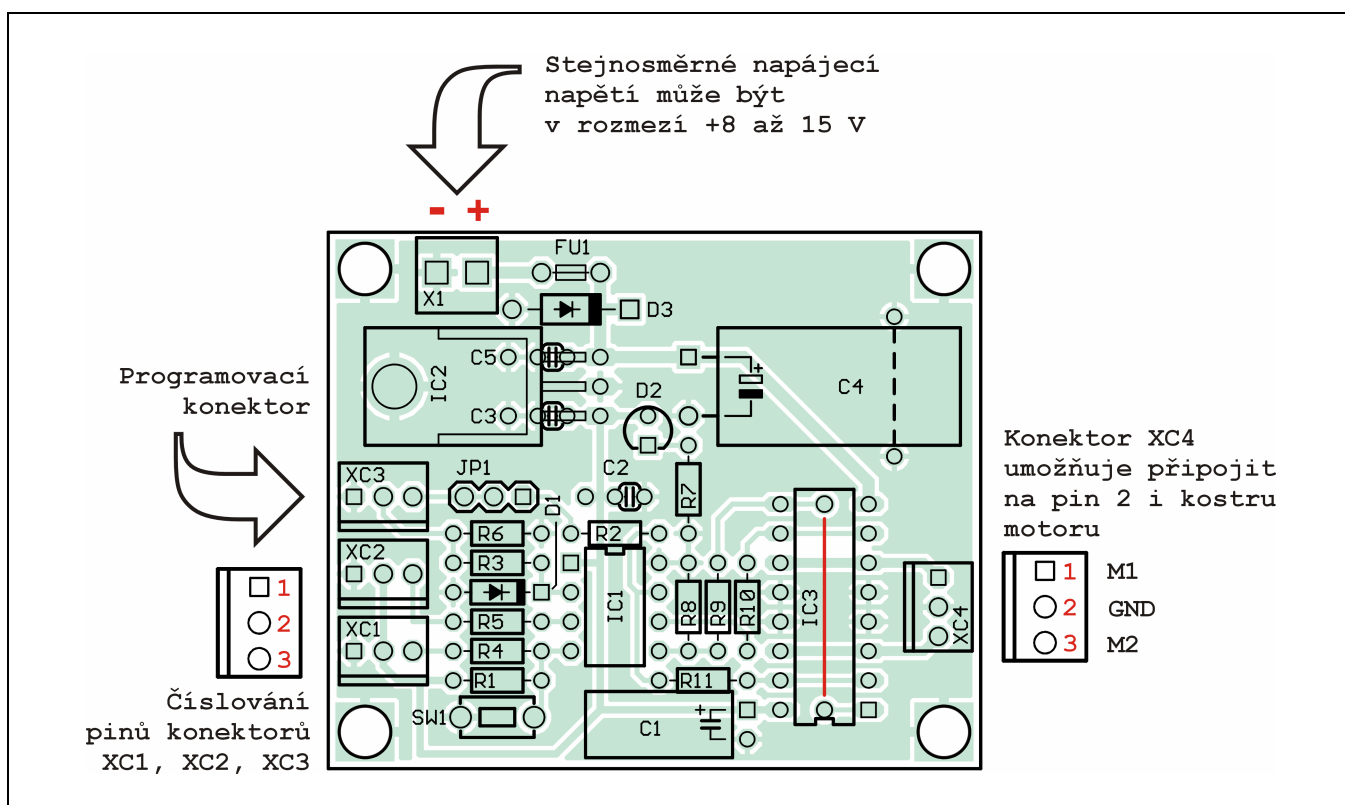 Stejnosměrné napájecí
napětí může být
v rozmezí +8 až 15 V
- +
FU1
X1
D3
IC2
C5
C3
D2
C4
Programovací
konektor
XC3
JP1
C2
D1
R7
Konektor XC4
umožňuje připojit
na pin 2 i kostru
motoru
R6
R2
XC2
R3
IC1
R8
R9
R10
IC3
XC4
1
2
3
1 M1
2 GND
3 M2
XC1
R5
R4
R1
R11
SW1
C1
+
+
Číslování
pinů konektorů
XC1, XC2, XC3